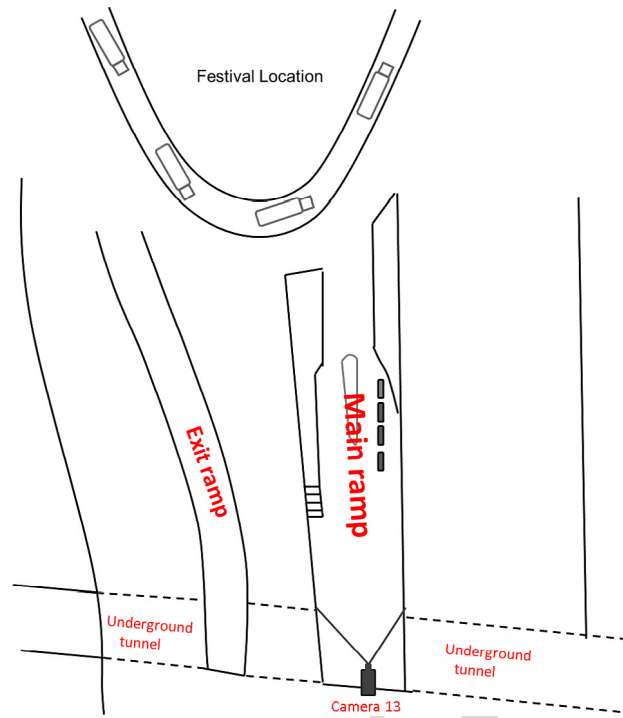 Festival Location
Main ramp
Exit ramp
Underground
tunnel
Underground
tunnel
Camera 13